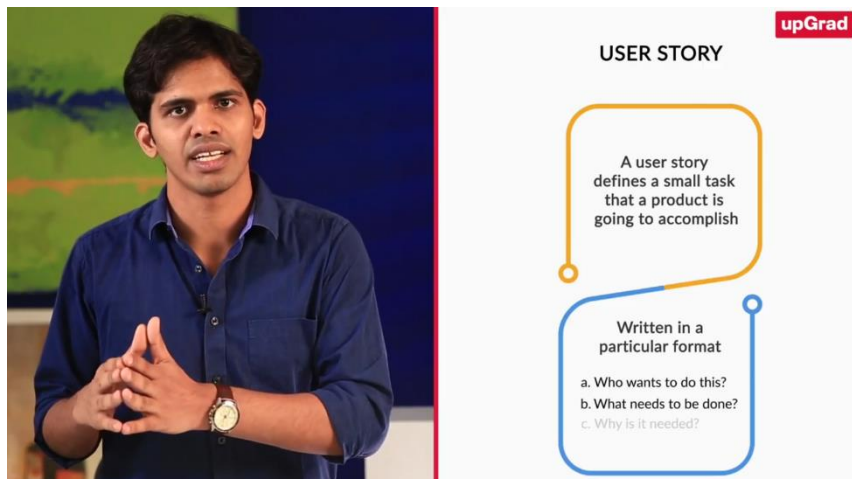 upGrad
USER STORY
A user story
defines a small task
that a product is
going to accomplish
Written in a
particular format
a. Who wants to do this?
b. What needs to be done?
c. Why is it needed?